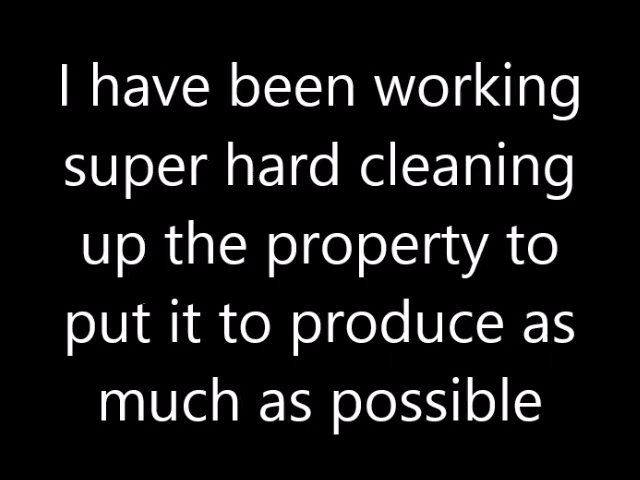 I have been working
super hard cleaning
up the property to
put it to produce as
much as possible